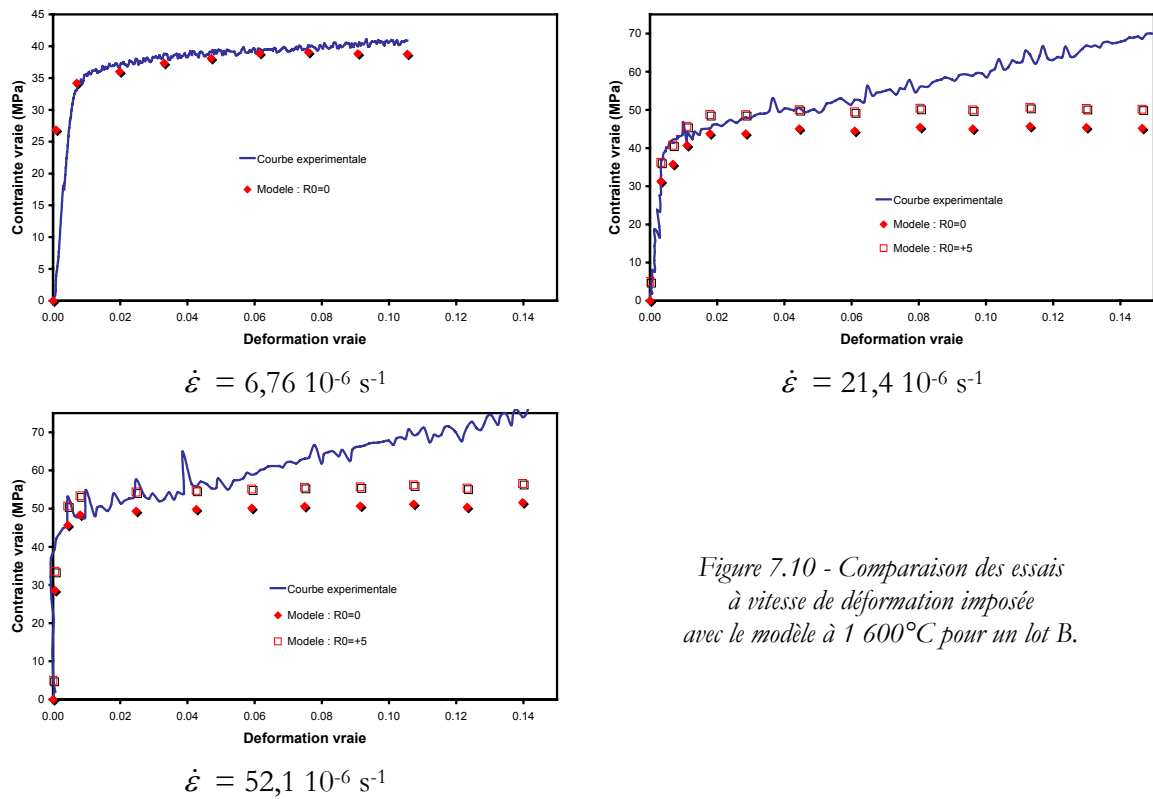 45
40
35
30
25
20
15
10
5
0
Contrainte vraie (MPa)
Courbe experimentale
Modele : R0=0
0.00 0.02 0.04 0.06 0.08 0.10 0.12 0.14
Deformation vraie
ε̇ = 6,76 10⁻⁶ s⁻¹
70
60
50
40
30
20
10
0
Contrainte vraie (MPa)
Courbe experimentale
Modele : R0=0
Modele : R0=+5
0.00 0.02 0.04 0.06 0.08 0.10 0.12 0.14
Deformation vraie
ε̇ = 21,4 10⁻⁶ s⁻¹
70
60
50
40
30
20
10
0
Contrainte vraie (MPa)
Courbe experimentale
Modele : R0=0
Modele : R0=+5
0.00 0.02 0.04 0.06 0.08 0.10 0.12 0.14
Deformation vraie
ε̇ = 52,1 10⁻⁶ s⁻¹
Figure 7.10 - Comparaison des essais
à vitesse de déformation imposée
avec le modèle à 1 600°C pour un lot B.